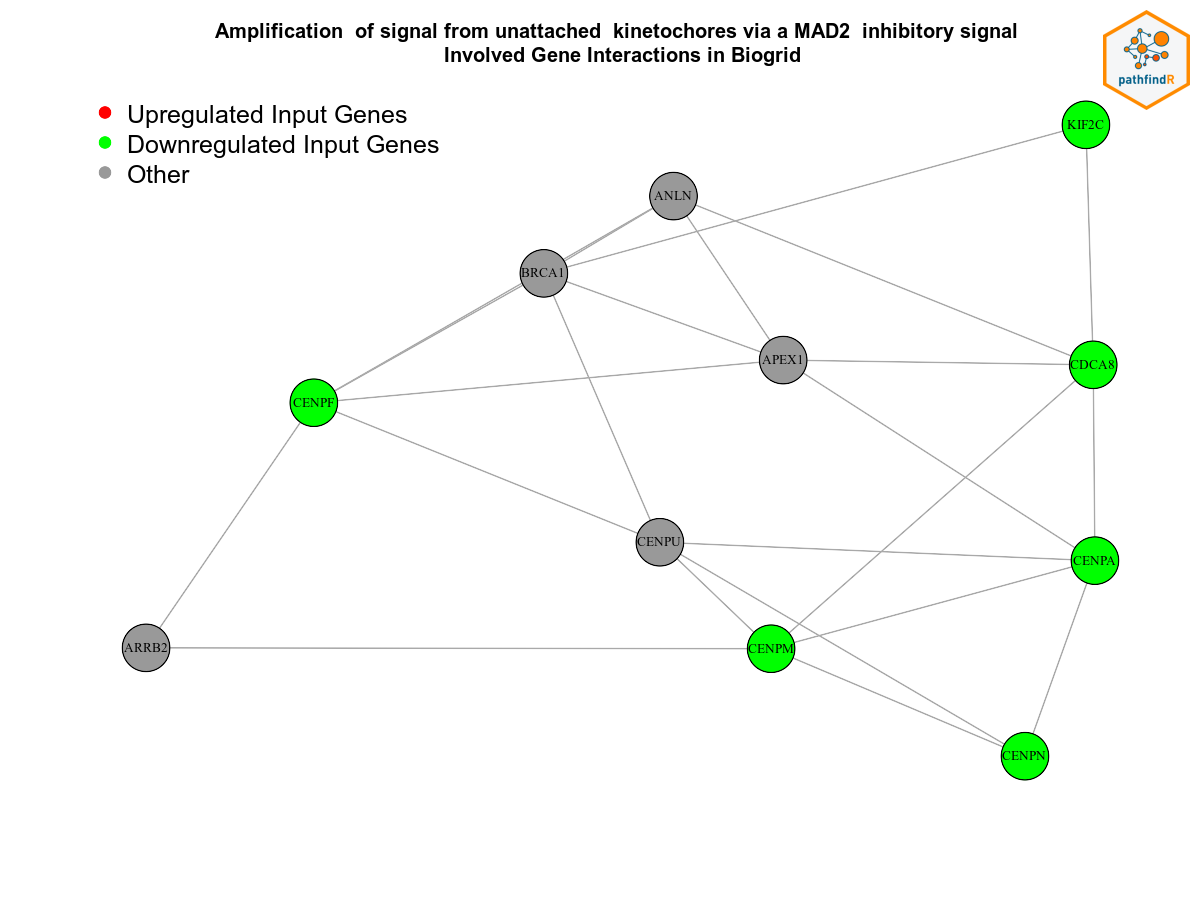 Amplification  of signal from unattached  kinetochores via a MAD2  inhibitory signal
Involved Gene Interactions in Biogrid
pathfindR
Upregulated Input Genes
Downregulated Input Genes
Other
KIF2C
ANLN
BRCA1
APEX1
CDCA8
CENPF
CENPU
CENPA
ARRB2
CENPM
CENPN